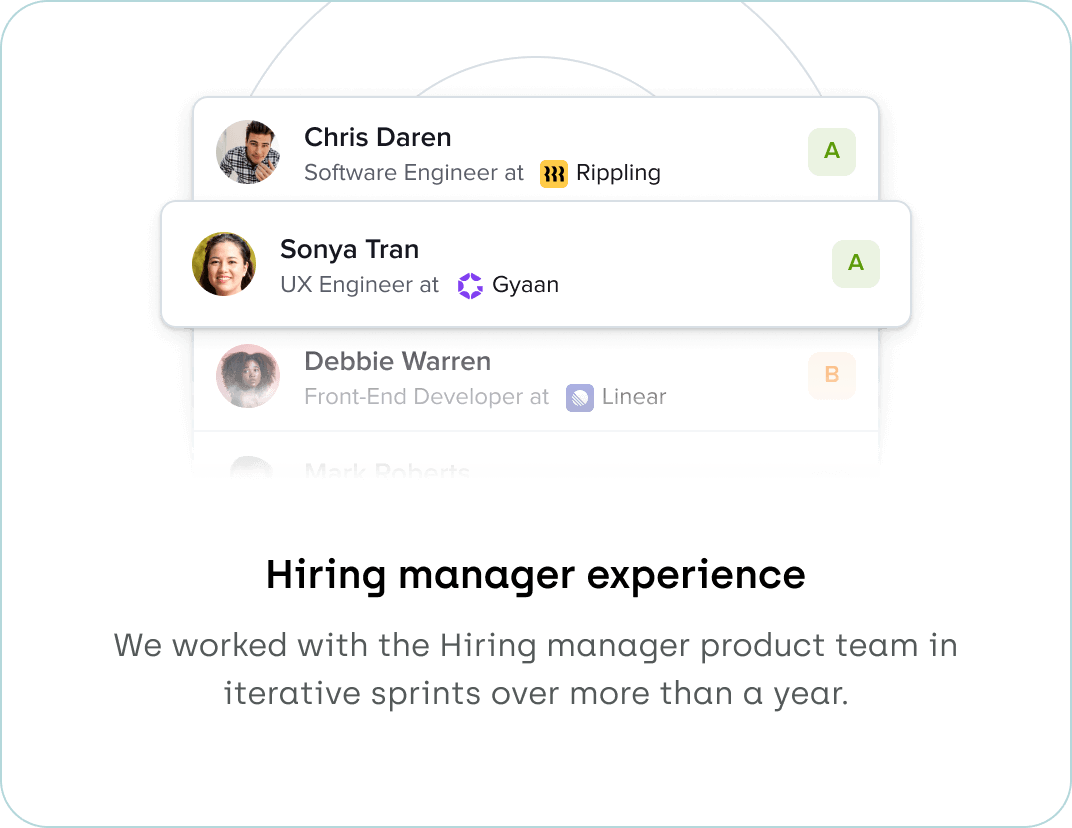 Chris Daren
A
Software Engineer at Rippling
Sonya Tran
A
UX Engineer at Gyaan
Debbie Warren
B
Front-End Developer at Linear
Mark Roberts
Hiring manager experience
We worked with the Hiring manager product team in
iterative sprints over more than a year.